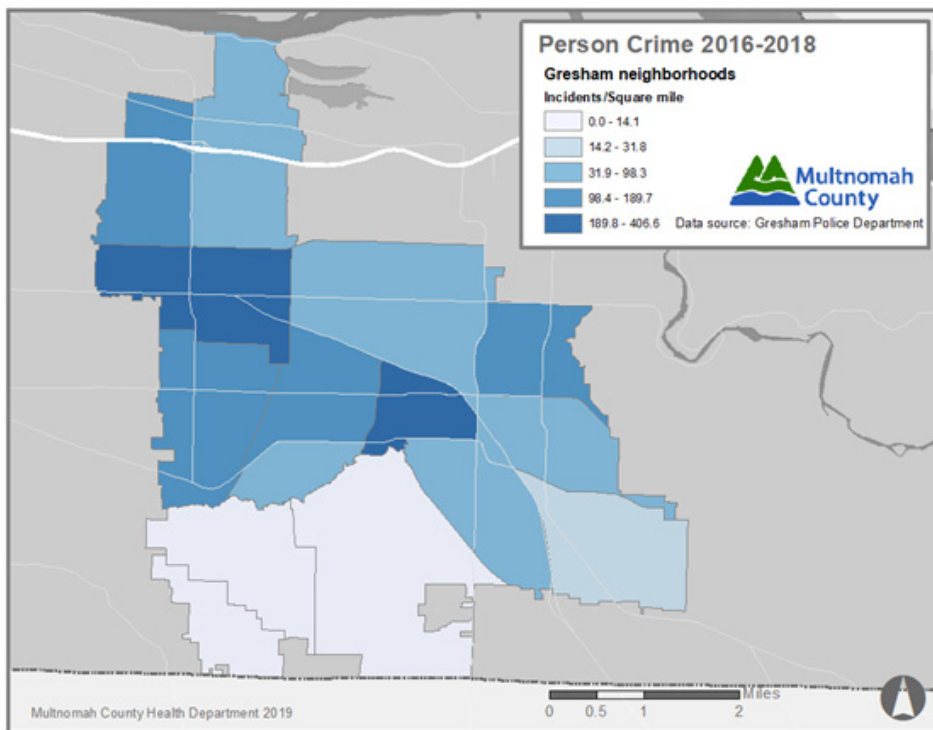 Person Crime 2016-2018
Gresham neighborhoods
Incidents/Square mile
0.0 - 14.1
14.2 - 31.8
31.9 - 98.3
98.4 - 189.7
189.8 - 406.6
Multnomah
County
Data source: Gresham Police Department
Miles
0 0.5 1 2
Multnomah County Health Department 2019